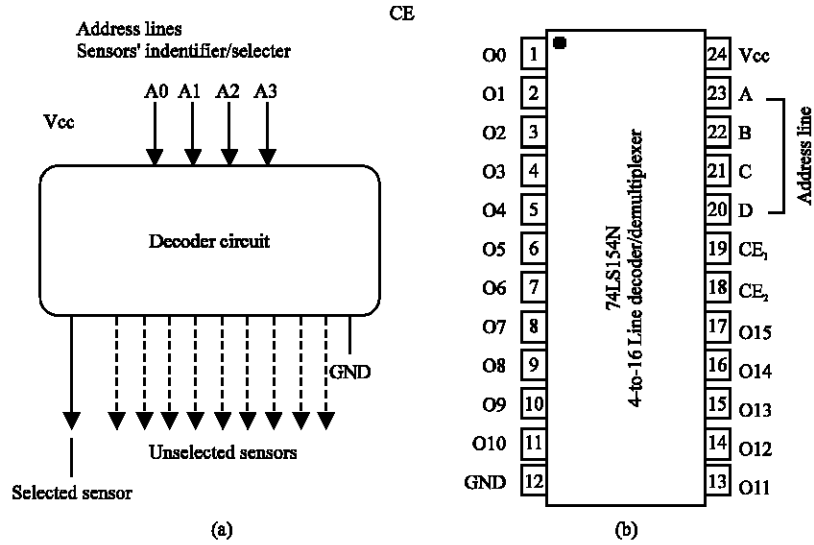 CE
Address lines
Sensors' indentifier/selecter
A0 A1 A2 A3
Vcc
Decoder circuit
GND
Unselected sensors
Selected sensor
(a)
O0 1
O1 2
O2 3
O3 4
O4 5
O5 6
O6 7
O7 8
O8 9
O9 10
O10 11
GND 12
74LS154N
4-to-16 Line decoder/demultiplexer
24 Vcc
23 A
22 B
21 C
20 D
19 CE₁
18 CE₂
17 O15
16 O14
15 O13
14 O12
13 O11
Address line
(b)